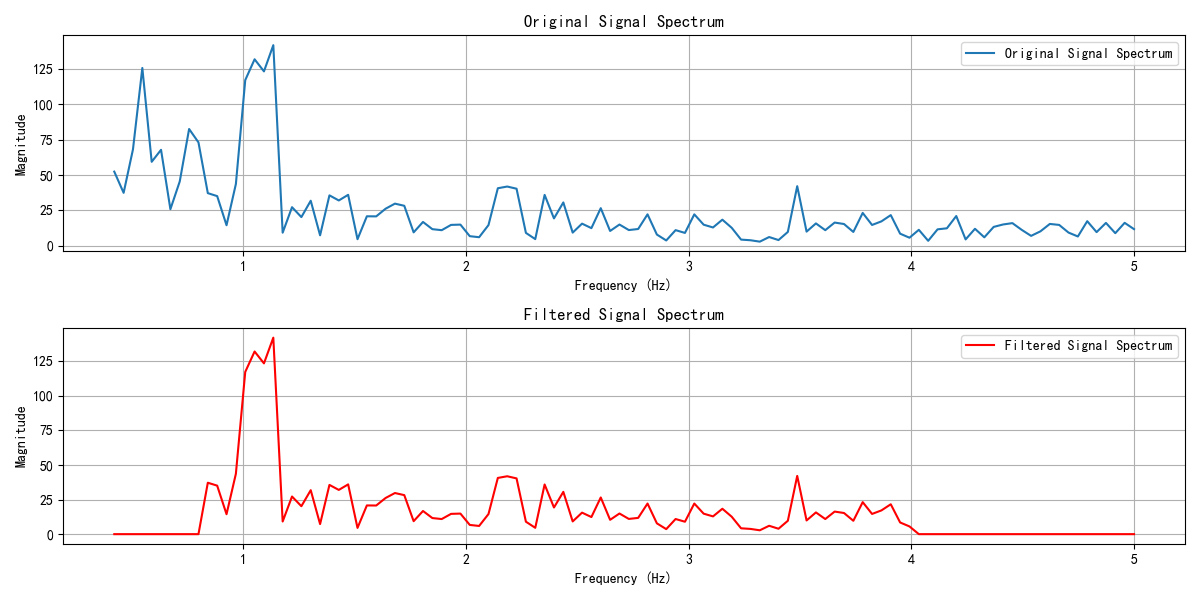 Original Signal Spectrum
Original Signal Spectrum
Magnitude
125
100
75
50
25
0
1 2 3 4 5
Frequency (Hz)
Filtered Signal Spectrum
Filtered Signal Spectrum
Magnitude
125
100
75
50
25
0
1 2 3 4 5
Frequency (Hz)